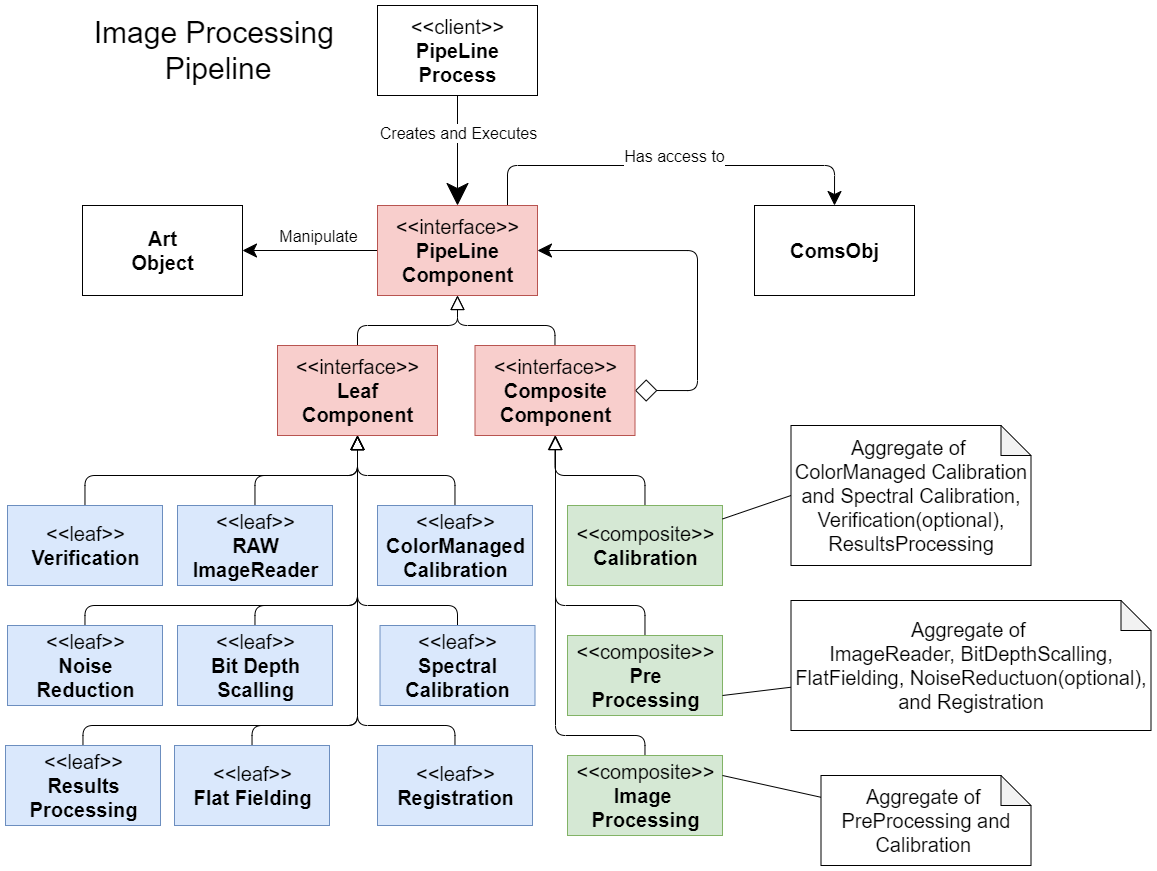 Image Processing
Pipeline
<<client>>
PipeLine
Process
Creates and Executes
Has access to
Art
Object
Manipulate
<<interface>>
PipeLine
Component
ComsObj
<<interface>>
Leaf
Component
<<interface>>
Composite
Component
Aggregate of
ColorManaged Calibration
and Spectral Calibration,
Verification(optional),
ResultsProcessing
<<leaf>>
Verification
<<leaf>>
RAW
ImageReader
<<leaf>>
ColorManaged
Calibration
<<composite>>
Calibration
Aggregate of
ImageReader, BitDepthScalling,
FlatFielding, NoiseReductuon(optional),
and Registration
<<leaf>>
Noise
Reduction
<<leaf>>
Bit Depth
Scalling
<<leaf>>
Spectral
Calibration
<<composite>>
Pre
Processing
<<leaf>>
Results
Processing
<<leaf>>
Flat Fielding
<<leaf>>
Registration
<<composite>>
Image
Processing
Aggregate of
PreProcessing and
Calibration